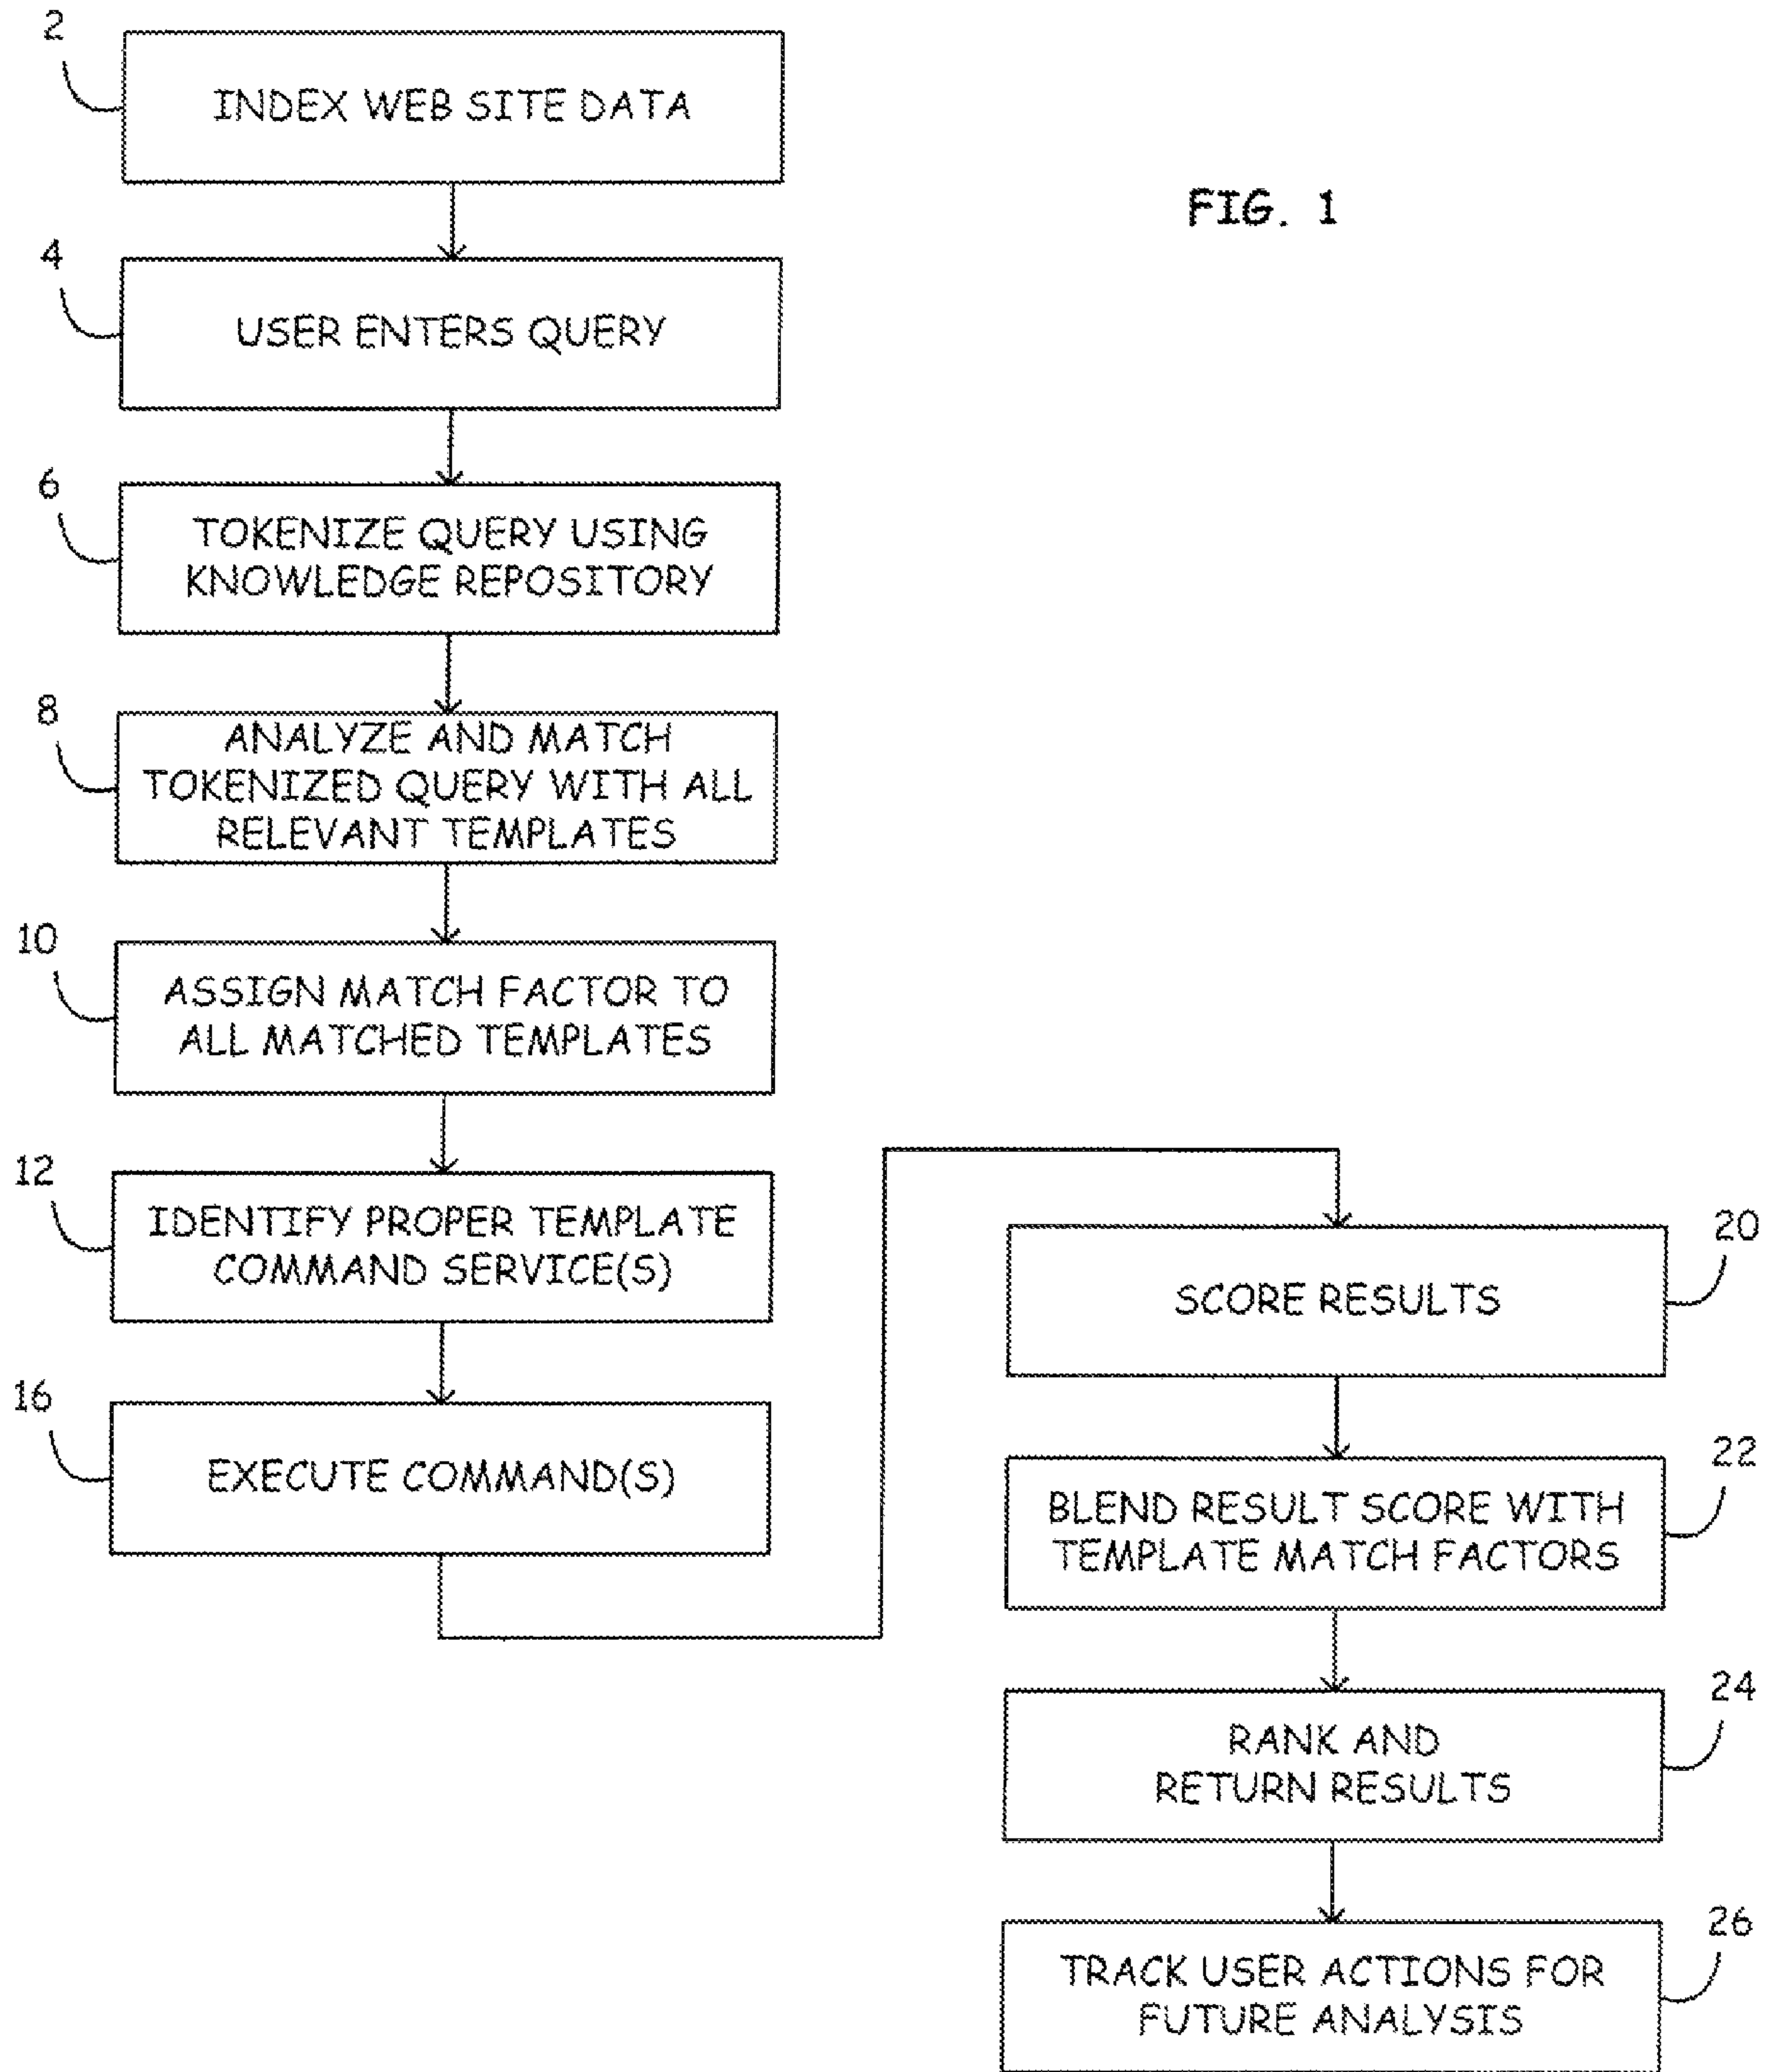 2
INDEX WEB SITE DATA
FIG. 1
4
USER ENTERS QUERY
6
TOKENIZE QUERY USING
KNOWLEDGE REPOSITORY
8
ANALYZE AND MATCH
TOKENIZED QUERY WITH ALL
RELEVANT TEMPLATES
10
ASSIGN MATCH FACTOR TO
ALL MATCHED TEMPLATES
12
IDENTIFY PROPER TEMPLATE
COMMAND SERVICE(S)
16
EXECUTE COMMAND(S)
20
SCORE RESULTS
22
BLEND RESULT SCORE WITH
TEMPLATE MATCH FACTORS
24
RANK AND
RETURN RESULTS
26
TRACK USER ACTIONS FOR
FUTURE ANALYSIS